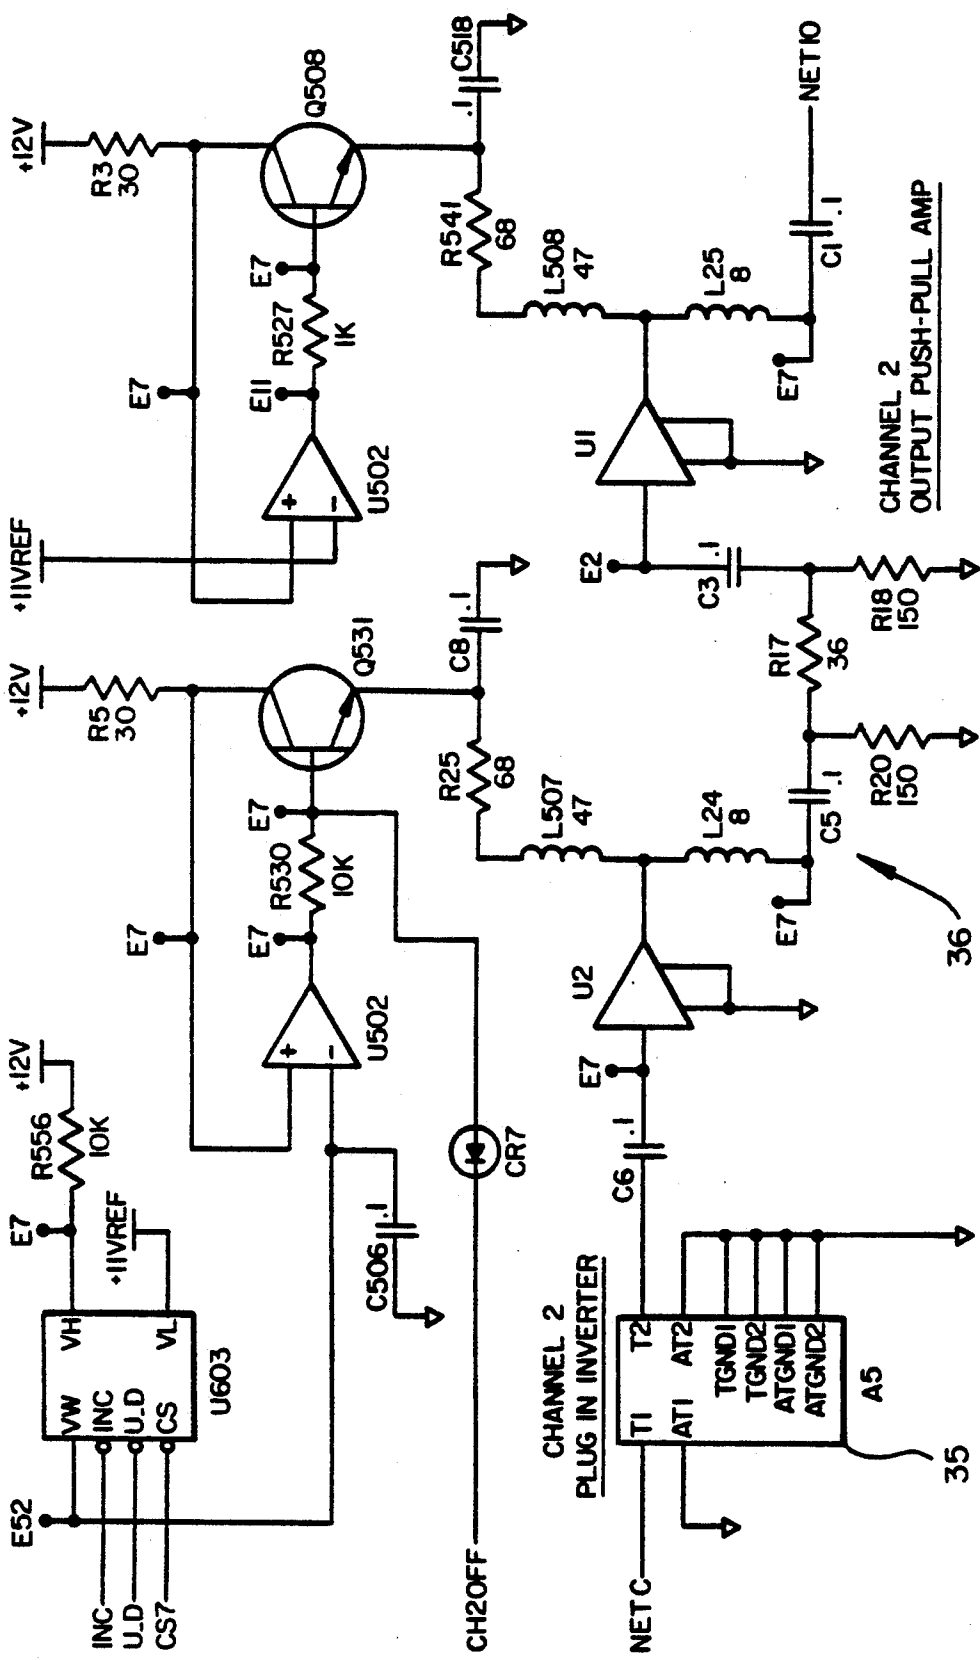 +12V
R556
10K
E7
+11VREF
E52
VW
VH
INC
U_D
CS
VL
U603
INC
U_D
CS7
+12V
R5
30
E7
E7
R530
10K
E7
Q531
+
-
U502
C506
.1
CR7
CH2OFF
C8
.1
R25
68
L507
47
+11VREF
+12V
R3
30
E7
E11
R527
1K
E7
Q508
+
-
U502
C518
.1
R541
68
L508
47
CHANNEL 2
PLUG IN INVERTER
NETC
T1
T2
AT1
AT2
TGND1
TGND2
ATGND1
ATGND2
A5
35
C6
.1
E7
U2
L24
8
E7
C5
.1
36
R20
150
R17
36
R18
150
C3
.1
E2
U1
L25
8
E7
C1
.1
NET10
CHANNEL 2
OUTPUT PUSH-PULL AMP